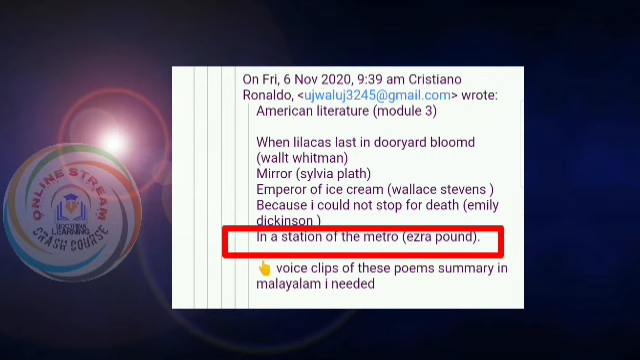 On Fri, 6 Nov 2020, 9:39 am Cristiano
Ronaldo, <ujwaluj3245@gmail.com> wrote:
American literature (module 3)
When lilacas last in dooryard bloomd
(wallt whitman)
Mirror (sylvia plath)
Emperor of ice cream (wallace stevens )
Because i could not stop for death (emily
dickinson )
In a station of the metro (ezra pound).
👆 voice clips of these poems summary in
malayalam i needed
ONLINE STREAM
LEARNING
CRASH COURSE